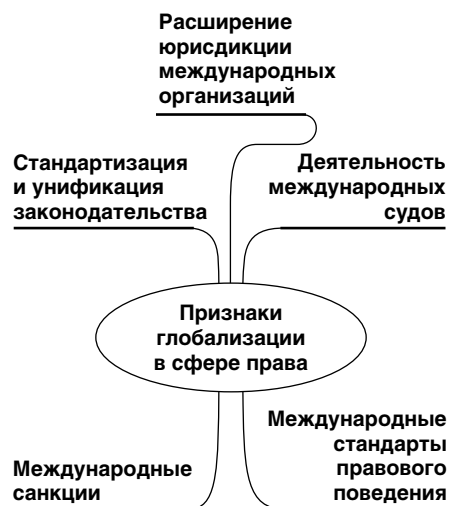 Расширение
юрисдикции
международных
организаций
Стандартизация
и унификация
законодательства
Деятельность
международных
судов
Признаки
глобализации
в сфере права
Международные
санкции
Международные
стандарты
правового
поведения